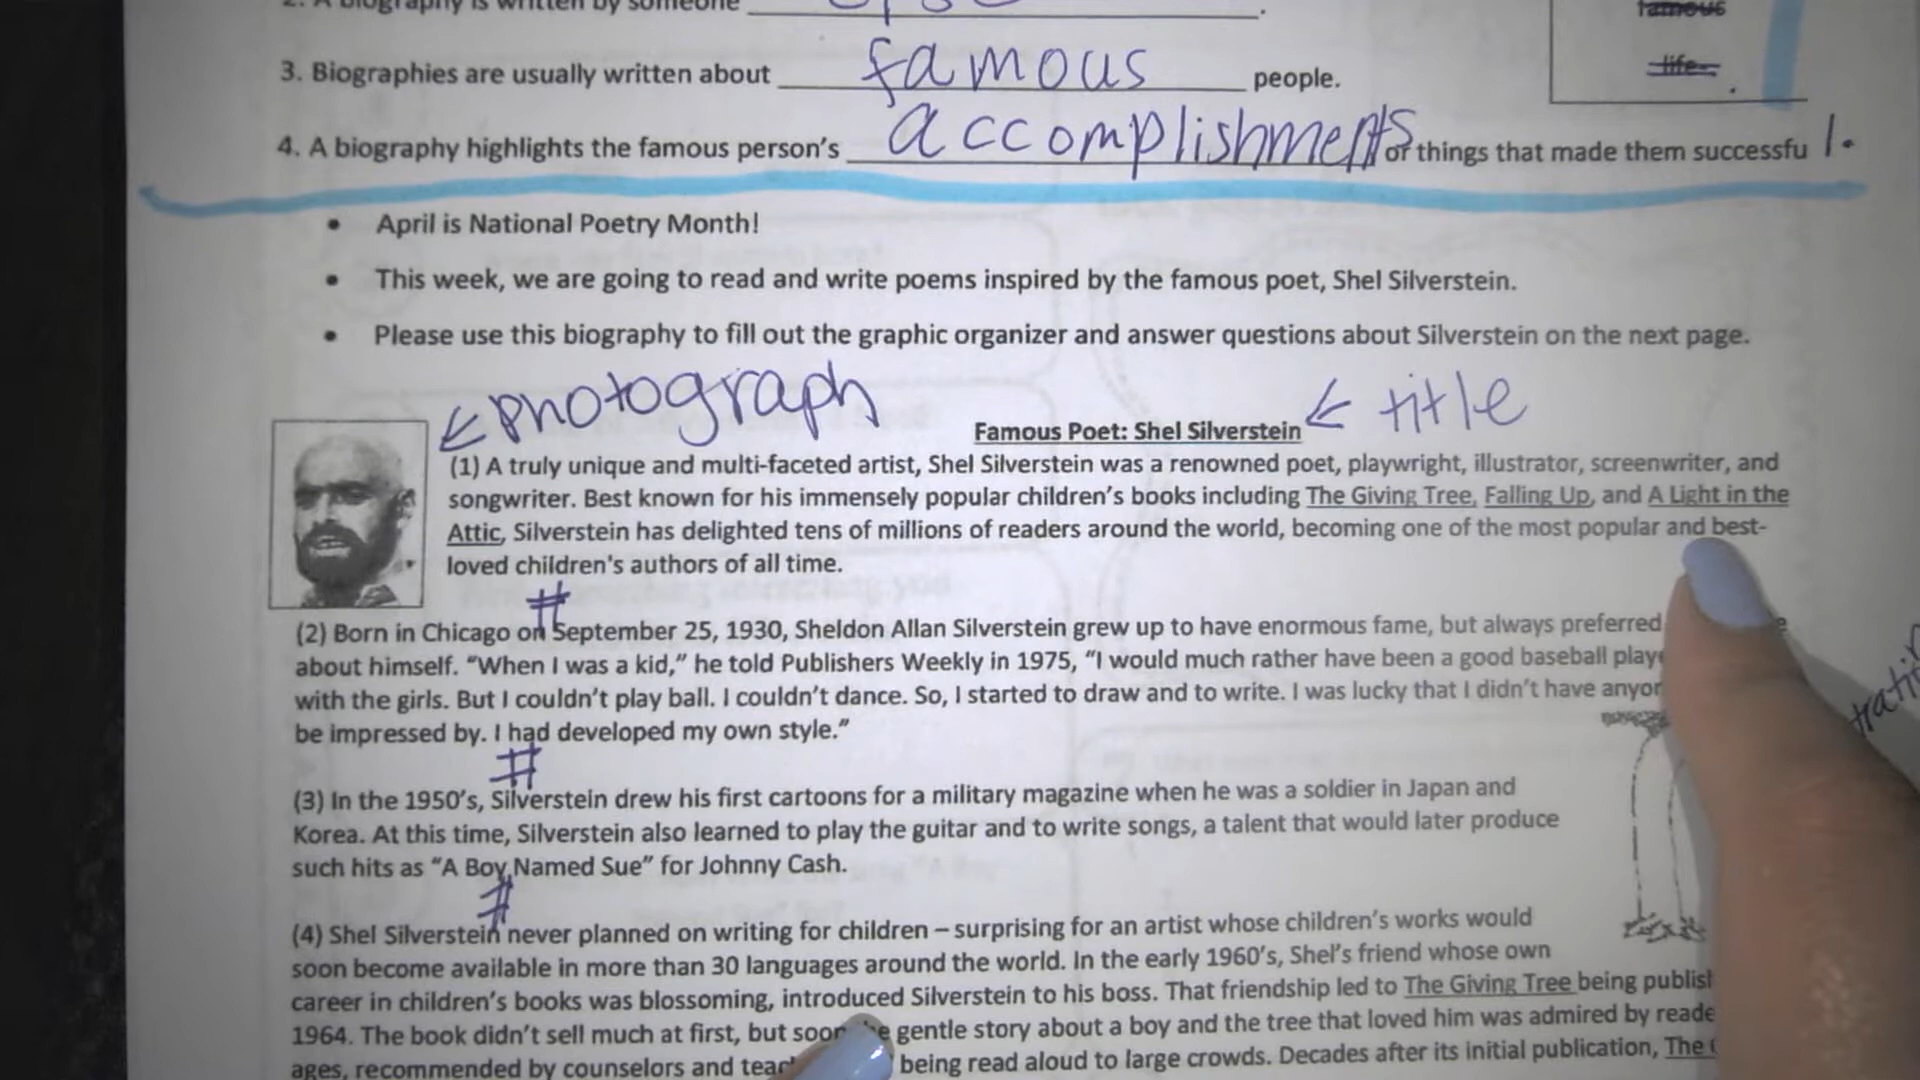 2. A biography is written by someone
famous
3. Biographies are usually written about famous people.
life
4. A biography highlights the famous person's accomplishments or things that made them successful.
• April is National Poetry Month!
• This week, we are going to read and write poems inspired by the famous poet, Shel Silverstein.
• Please use this biography to fill out the graphic organizer and answer questions about Silverstein on the next page.
photograph
title
Famous Poet: Shel Silverstein
(1) A truly unique and multi-faceted artist, Shel Silverstein was a renowned poet, playwright, illustrator, screenwriter, and
songwriter. Best known for his immensely popular children's books including The Giving Tree, Falling Up, and A Light in the
Attic, Silverstein has delighted tens of millions of readers around the world, becoming one of the most popular and best-
loved children's authors of all time.
#
(2) Born in Chicago on September 25, 1930, Sheldon Allan Silverstein grew up to have enormous fame, but always preferred
about himself. "When I was a kid," he told Publishers Weekly in 1975, "I would much rather have been a good baseball
with the girls. But I couldn't play ball. I couldn't dance. So, I started to draw and to write. I was lucky that I didn't have
be impressed by. I had developed my own style."
#
(3) In the 1950's, Silverstein drew his first cartoons for a military magazine when he was a soldier in Japan and
Korea. At this time, Silverstein also learned to play the guitar and to write songs, a talent that would later produce
such hits as "A Boy Named Sue" for Johnny Cash.
#
(4) Shel Silverstein never planned on writing for children – surprising for an artist whose children's works would
soon become available in more than 30 languages around the world. In the early 1960's, Shel's friend whose own
career in children's books was blossoming, introduced Silverstein to his boss. That friendship led to The Giving Tree being
1964. The book didn't sell much at first, but soon gentle story about a boy and the tree that loved him was admired by
ages, recommended by counselors and being read aloud to large crowds. Decades after its initial publication, The